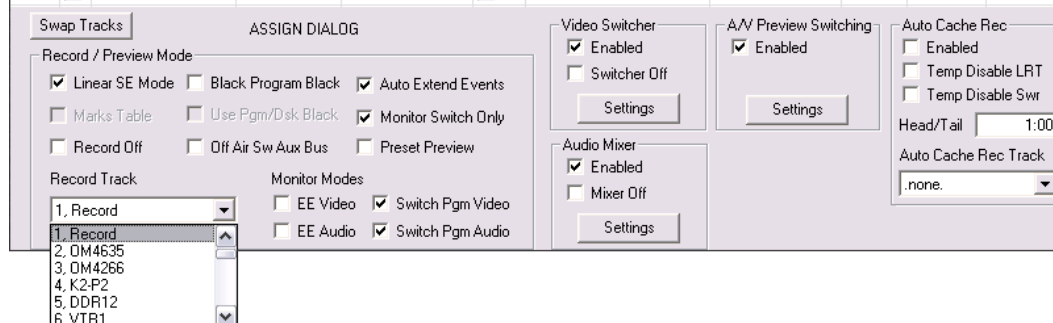 Swap Tracks
ASSIGN DIALOG
Record / Preview Mode
Linear SE Mode
Black Program Black
Auto Extend Events
Marks Table
Use Pgm/Dsk Black
Monitor Switch Only
Record Off
Off Air Sw Aux Bus
Preset Preview
Record Track
Monitor Modes
1, Record
EE Video
Switch Pgm Video
EE Audio
Switch Pgm Audio
1, Record
2, OM4635
3, OM4266
4, K2-P2
5, DDR12
6, VTR1
Video Switcher
Enabled
Switcher Off
Settings
Audio Mixer
Enabled
Mixer Off
Settings
A/V Preview Switching
Enabled
Settings
Auto Cache Rec
Enabled
Temp Disable LRT
Temp Disable Swr
Head/Tail
1:00
Auto Cache Rec Track
.none.